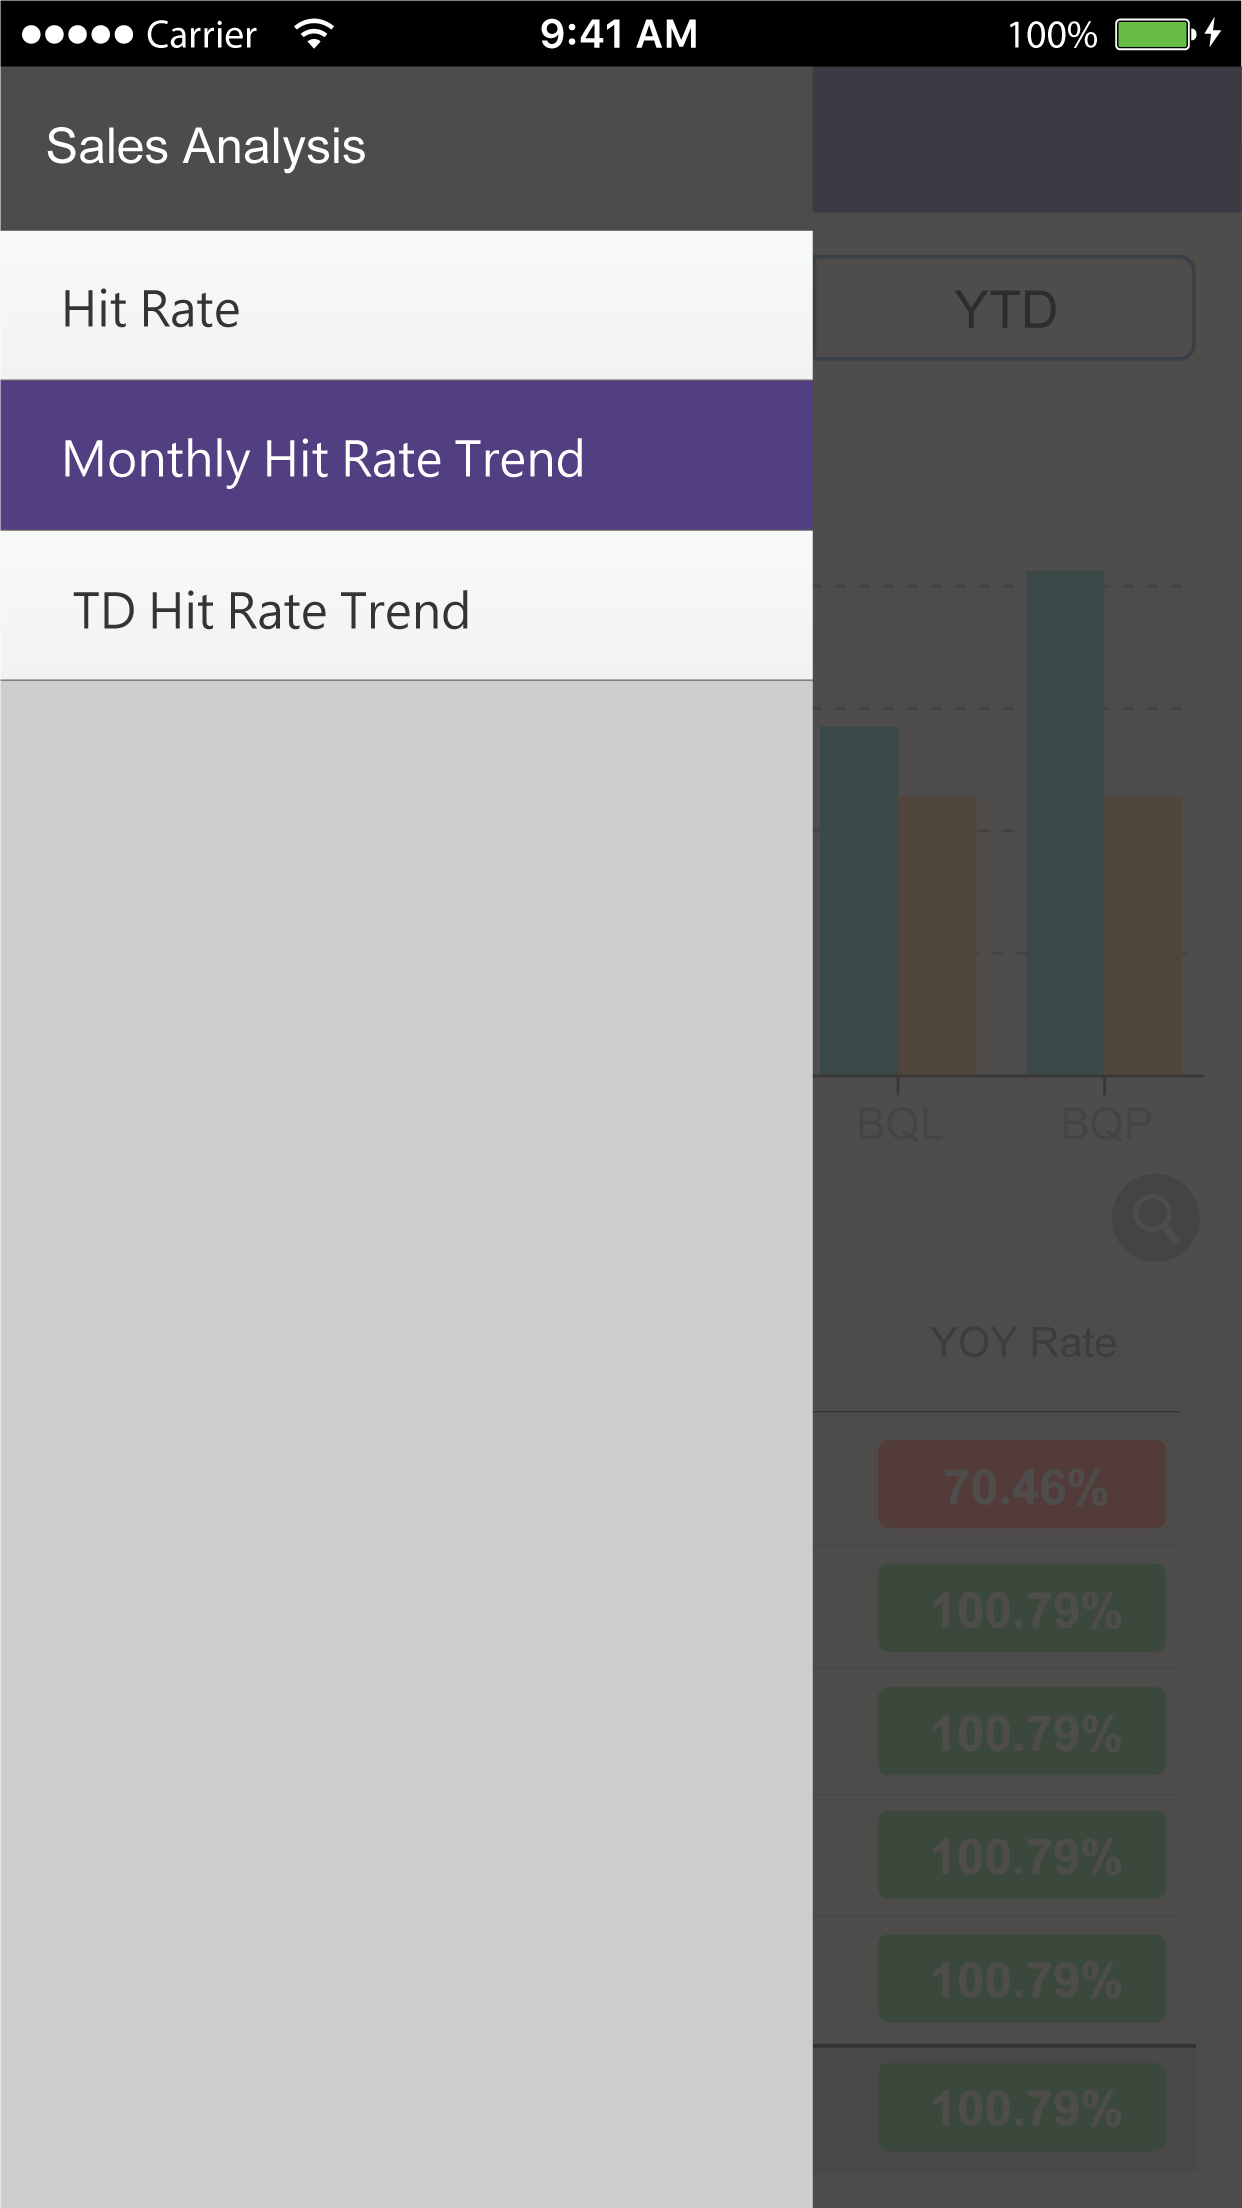 Carrier 9:41 AM 100%
Sales Analysis
Hit Rate
YTD
Monthly Hit Rate Trend
TD Hit Rate Trend
BQL BQP
YOY Rate
70.46%
100.79%
100.79%
100.79%
100.79%
100.79%